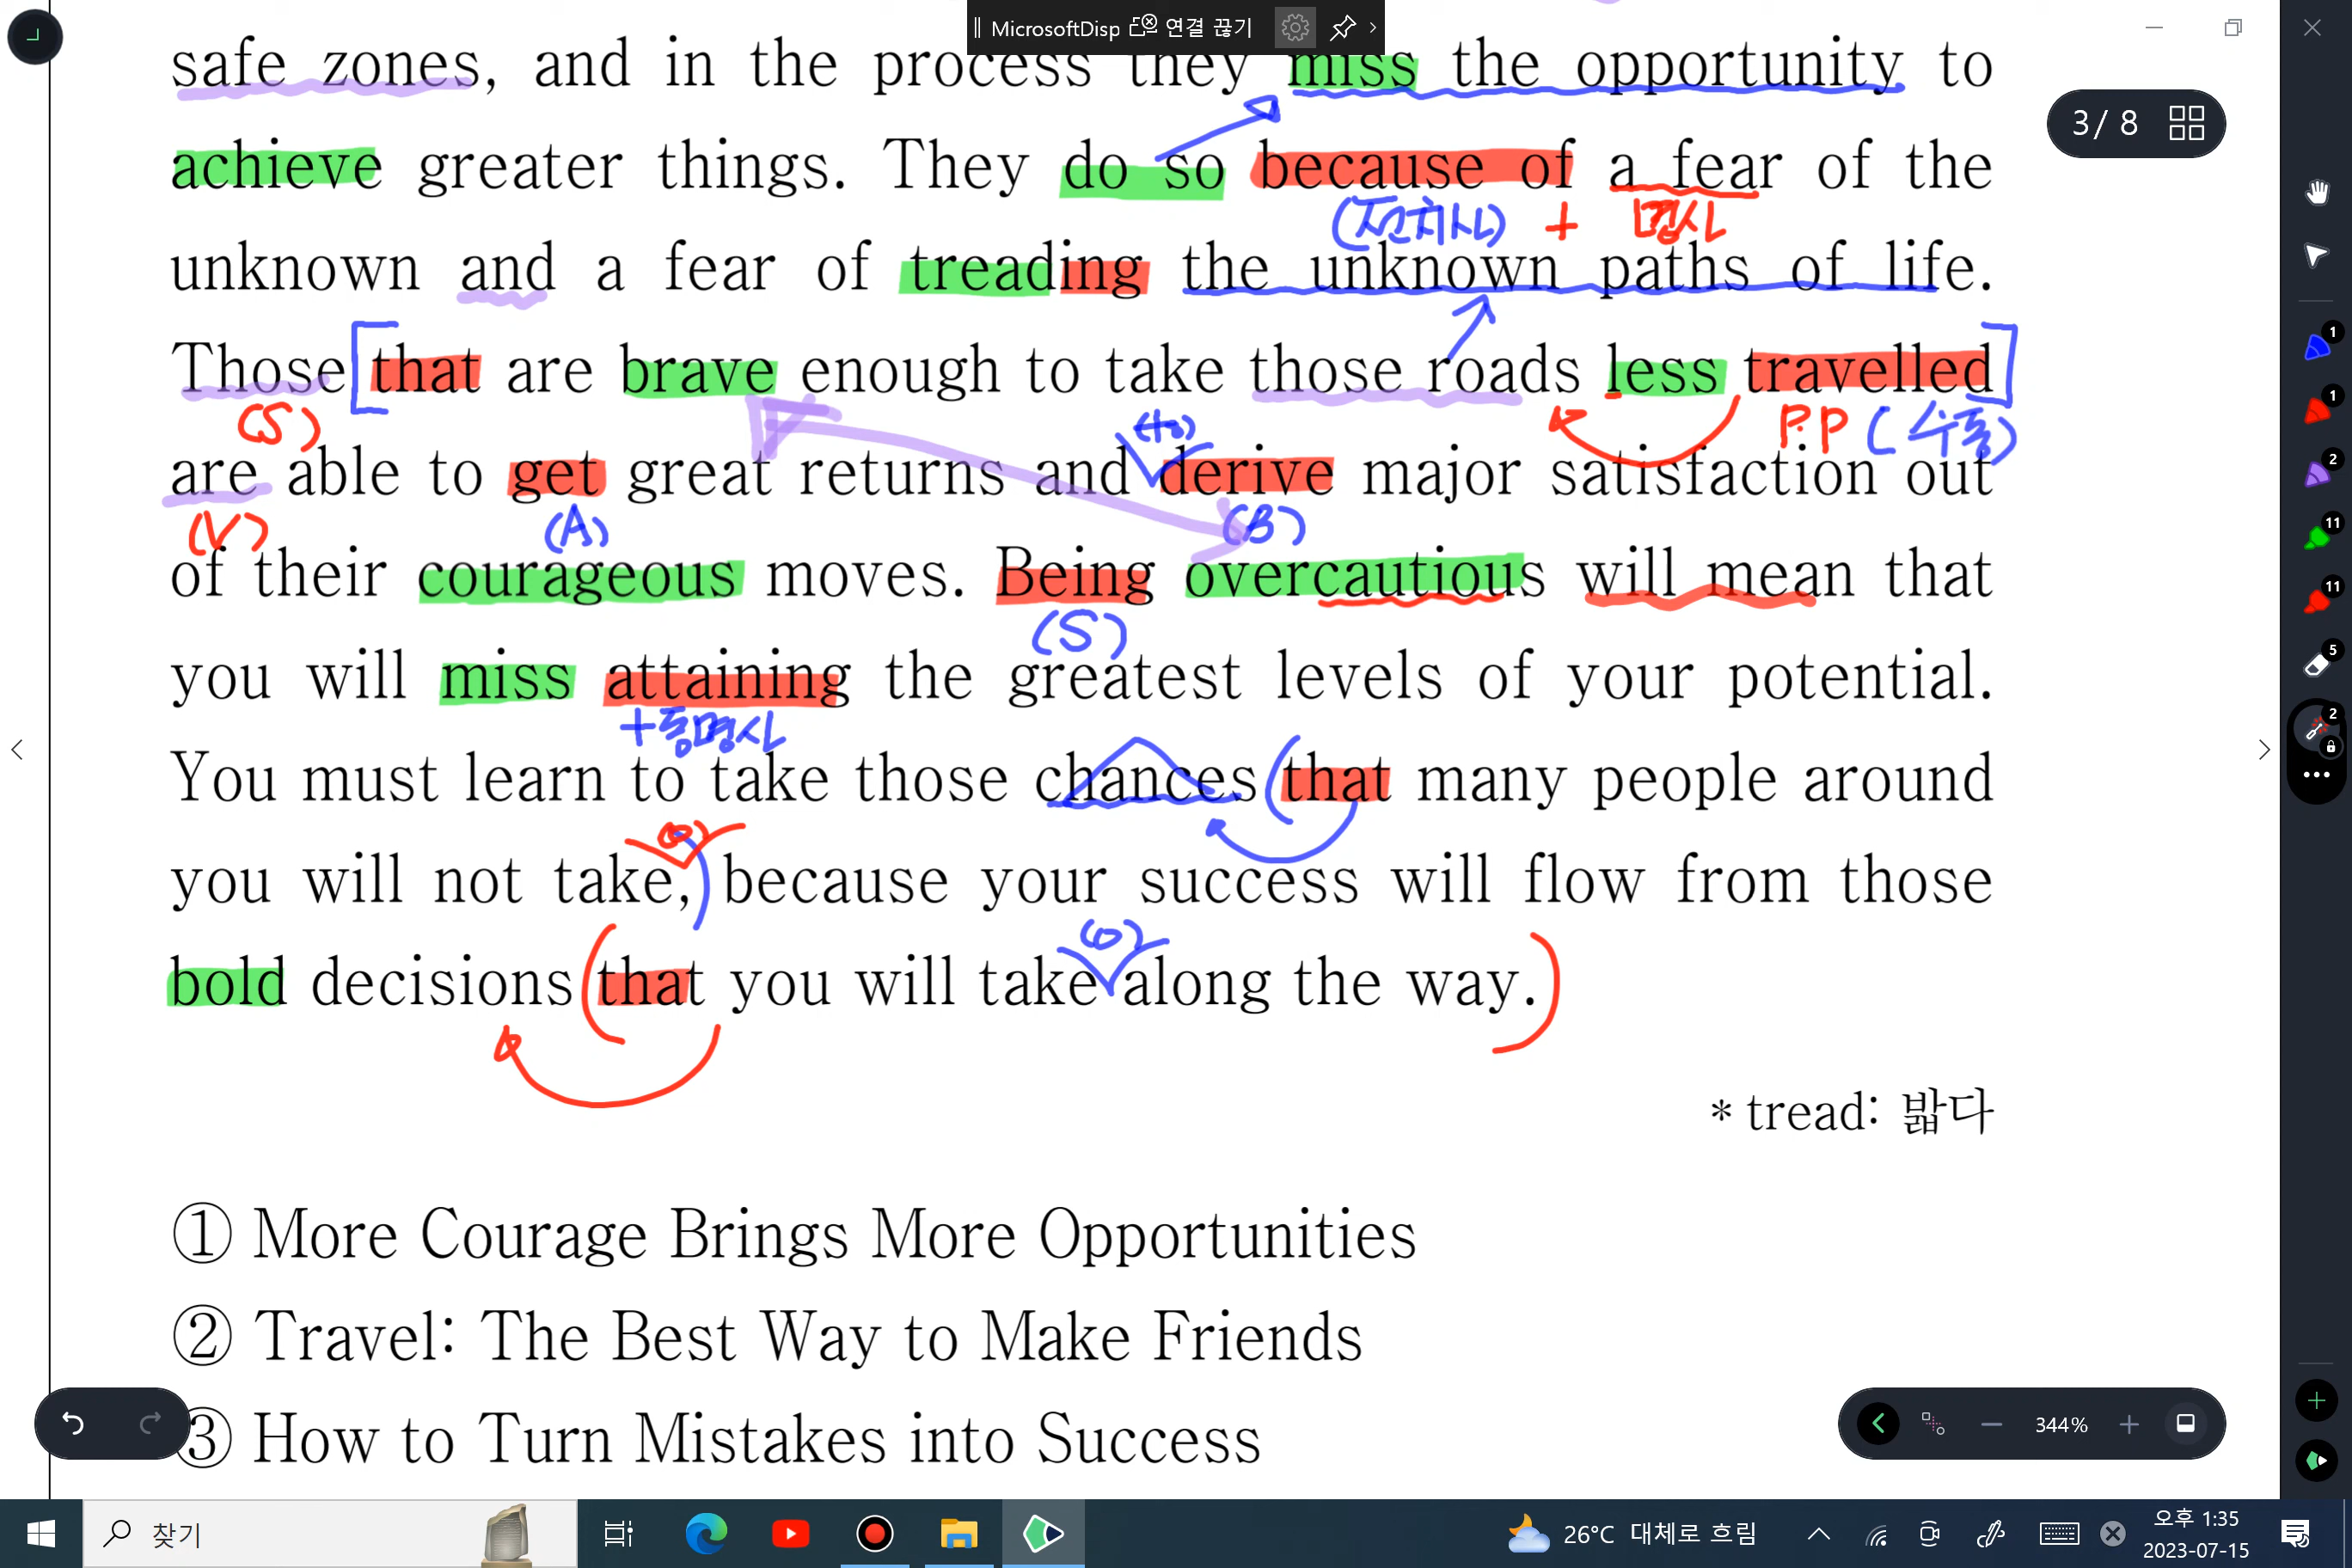 MicrosoftDisp 연결 끊기
safe zones, and in the process they miss the opportunity to
3/ 8
achieve greater things. They do so because of a fear of the
(전치사) + 명사
unknown and a fear of treading the unknown paths of life.
Those [that are brave enough to take those roads less travelled]
(S)
P.P (수동)
(to)
are able to get great returns and derive major satisfaction out
(V)
(A)
(B)
of their courageous moves. Being overcautious will mean that
(S)
you will miss attaining the greatest levels of your potential.
+동명사
You must learn to take those chances (that many people around
(o)
you will not take,) because your success will flow from those
(o)
bold decisions (that you will take along the way.)
* tread: 밟다
① More Courage Brings More Opportunities
② Travel: The Best Way to Make Friends
③ How to Turn Mistakes into Success
344%
1
1
2
11
11
5
2
찾기
26°C 대체로 흐림
오후 1:35
2023-07-15